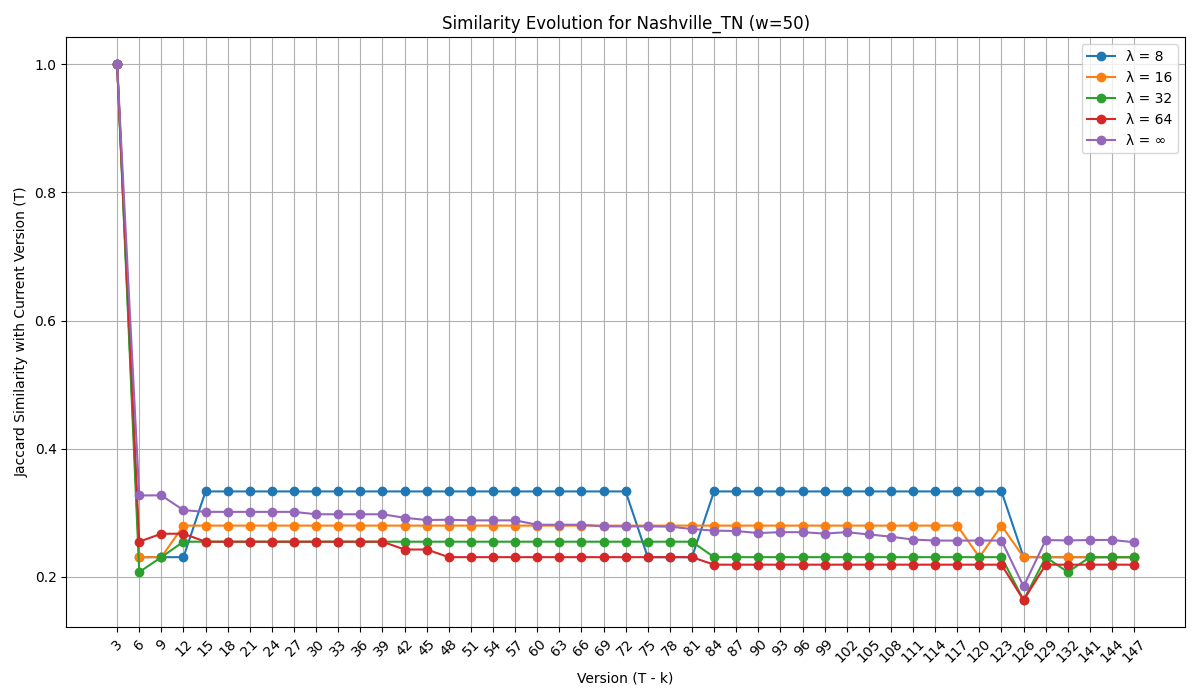 Similarity Evolution for Nashville_TN (w=50)
λ = 8
λ = 16
λ = 32
λ = 64
λ = ∞
Jaccard Similarity with Current Version (T)
1.0
0.8
0.6
0.4
0.2
3 6 9 12 15 18 21 24 27 30 33 36 39 42 45 48 51 54 57 60 63 66 69 72 75 78 81 84 87 90 93 96 99 102 105 108 111 114 117 120 123 126 129 132 141 144 147
Version (T - k)